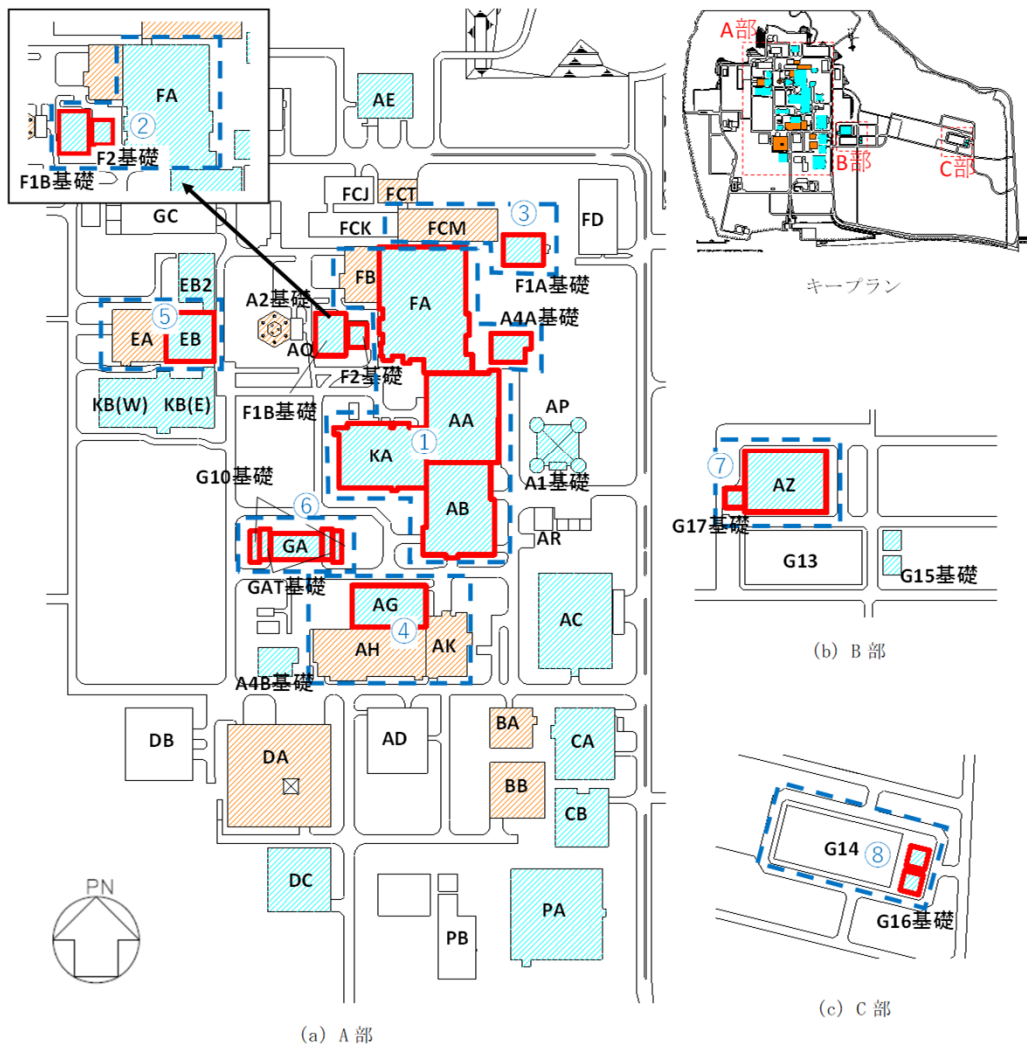 FA
②
F2基礎
F1B基礎
AE
A部
B部
C部
キープラン
FCJ
FCT
FCK
FCM
③
FD
GC
F1A基礎
FB
FA
EB2
A2基礎
A4A基礎
⑤
EA
EB
AQ
F2基礎
F1B基礎
KB(W)
KB(E)
AA
AP
①
KA
A1基礎
G10基礎
AB
⑥
GA
AR
GAT基礎
AG
④
AC
AH
AK
A4B基礎
⑦
AZ
G17基礎
G13
G15基礎
(b) B 部
DB
DA
AD
BA
CA
BB
CB
DC
PB
PA
G14
⑧
G16基礎
(c) C 部
PN
(a) A 部